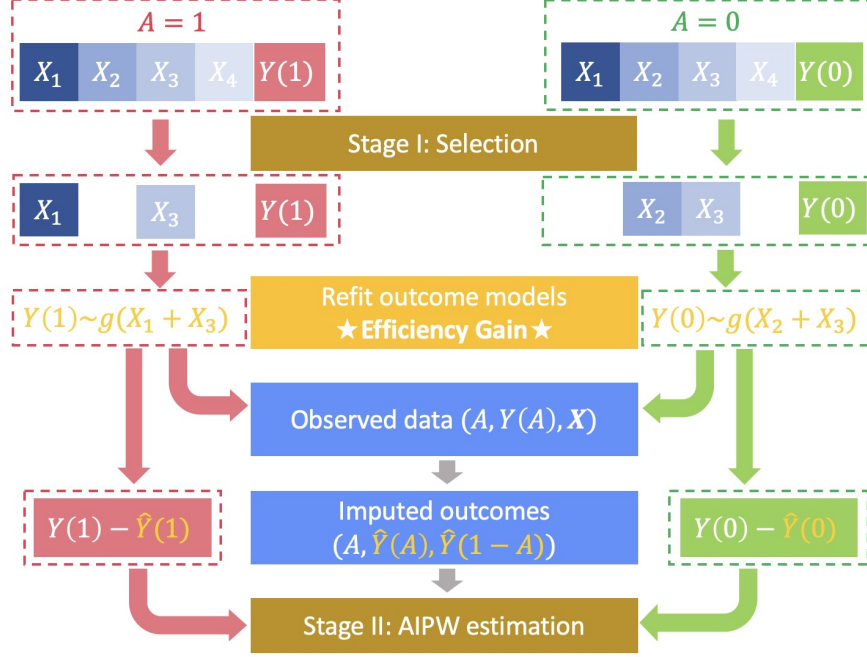 A = 1
A = 0
X₁ X₂ X₃ X₄ Y(1)
X₁ X₂ X₃ X₄ Y(0)
Stage I: Selection
X₁ X₃ Y(1)
X₂ X₃ Y(0)
Y(1)~g(X₁ + X₃)
Refit outcome models
★Efficiency Gain★
Y(0)~g(X₂ + X₃)
Observed data (A, Y(A), X)
Y(1) − Ŷ(1)
Imputed outcomes
(A, Ŷ(A), Ŷ(1 − A))
Y(0) − Ŷ(0)
Stage II: AIPW estimation